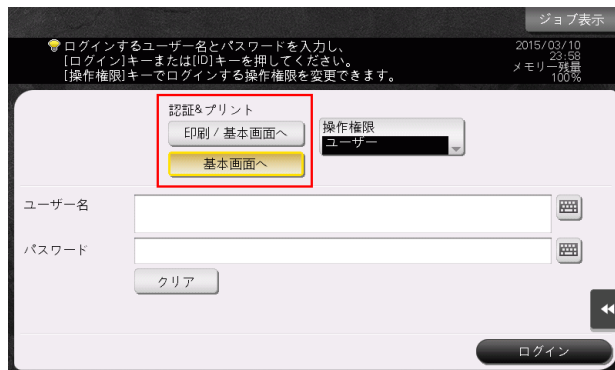 ジョブ表示
ログインするユーザー名とパスワードを入力し、
[ログイン]キーまたは[ID]キーを押してください。
[操作権限]キーでログインする操作権限を変更できます。
2015/03/10
23:58
メモリー残量
100%
認証&プリント
印刷 / 基本画面へ
基本画面へ
操作権限
ユーザー
ユーザー名
パスワード
クリア
ログイン